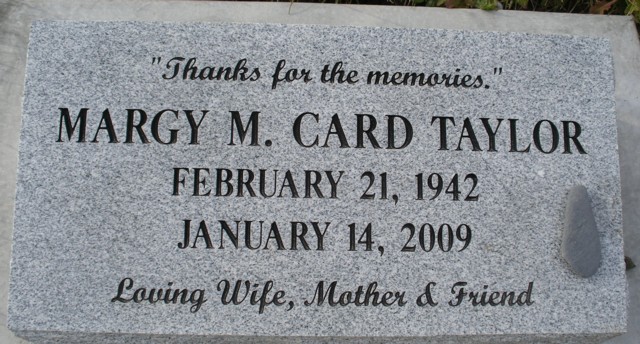 "Thanks for the memories."
MARGY M. CARD TAYLOR
FEBRUARY 21, 1942
JANUARY 14, 2009
Loving Wife, Mother & Friend